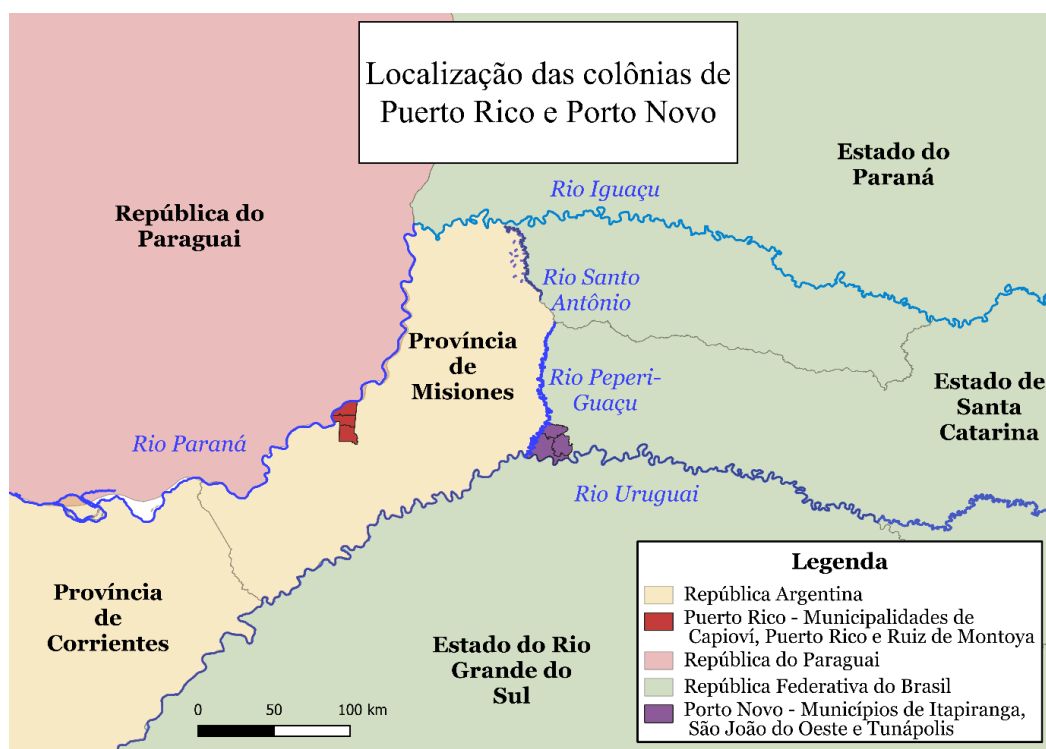 Localização das colônias de
Puerto Rico e Porto Novo
Estado do
Paraná
Rio Iguaçu
República do
Paraguai
Rio Santo
Antônio
Província
de
Misiones
Rio Peperi-
Guaçu
Estado de
Santa
Catarina
Rio Paraná
Rio Uruguai
Província
de
Corrientes
Estado do Rio
Grande do
Sul
0 50 100 km
Legenda
República Argentina
Puerto Rico - Municipalidades de
Capioví, Puerto Rico e Ruiz de Montoya
República do Paraguai
República Federativa do Brasil
Porto Novo - Municípios de Itapiranga,
São João do Oeste e Tunápolis